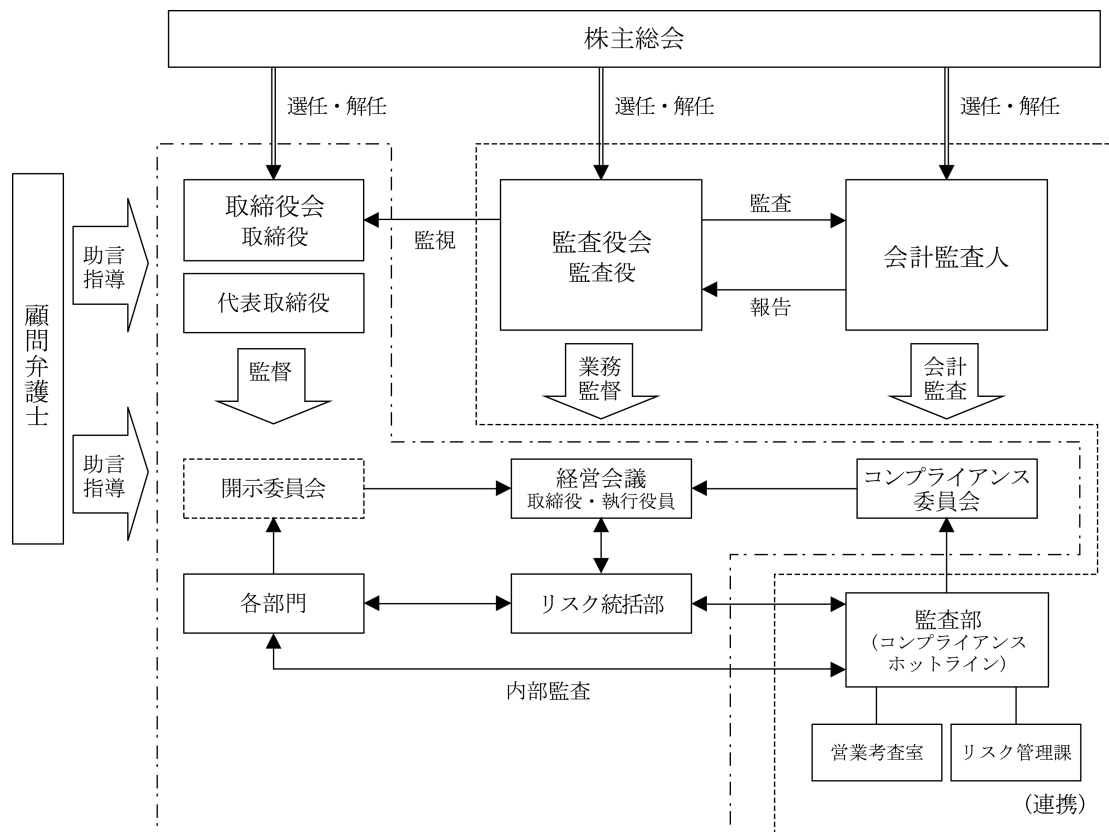 株主総会
選任・解任
選任・解任
選任・解任
顧問弁護士
助言
指導
取締役会
取締役
代表取締役
監視
監査役会
監査役
監査
報告
会計監査人
監督
業務
監督
会計
監査
助言
指導
開示委員会
経営会議
取締役・執行役員
コンプライアンス
委員会
各部門
リスク統括部
監査部
(コンプライアンス
ホットライン)
内部監査
営業考査室
リスク管理課
(連携)